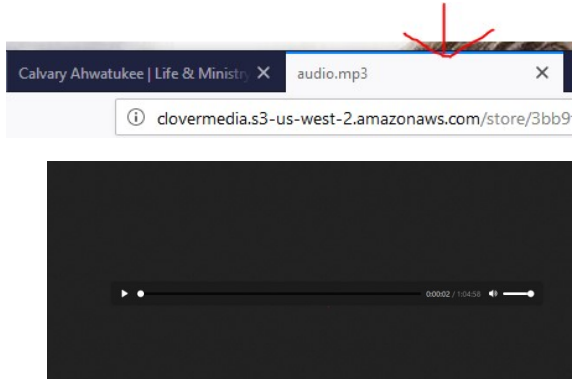 Calvary Ahwatukee | Life & Ministry
audio.mp3
clovermedia.s3-us-west-2.amazonaws.com/store/3bb9
0:00:02 / 1:04:58